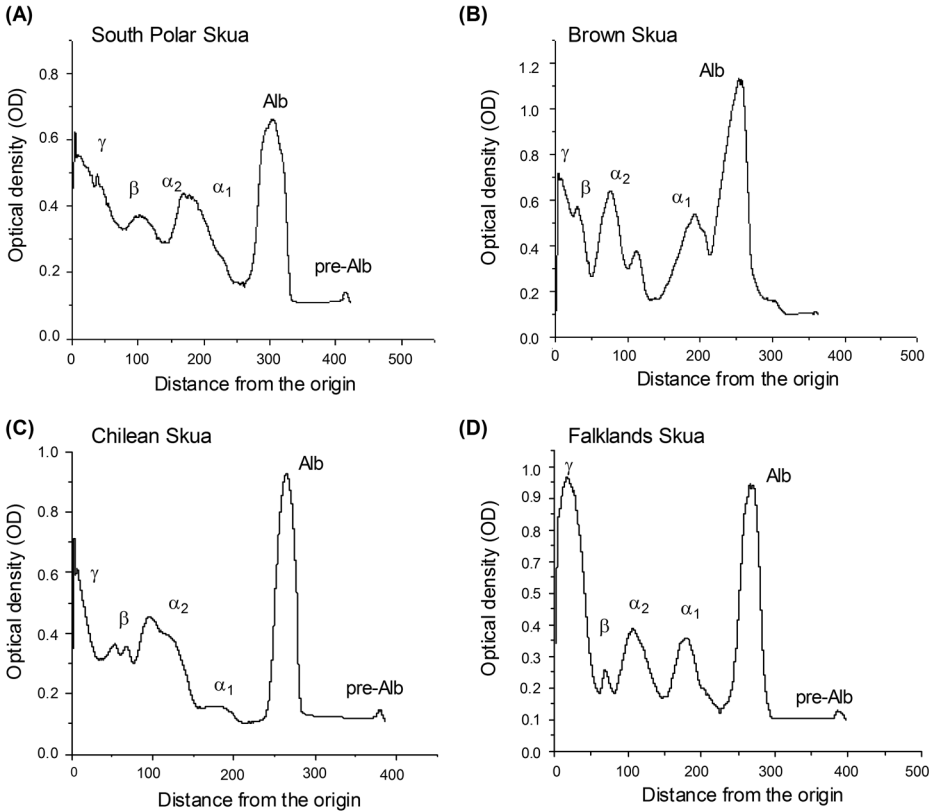 (A)
South Polar Skua
Optical density (OD)
0.8
0.6
0.4
0.2
0.0
γ
β
α2
α1
Alb
pre-Alb
0 100 200 300 400 500
Distance from the origin
(B)
Brown Skua
Optical density (OD)
1.2
1.0
0.8
0.6
0.4
0.2
0.0
γ
β
α2
α1
Alb
0 100 200 300 400 500
Distance from the origin
(C)
Chilean Skua
Optical density (OD)
1.0
0.8
0.6
0.4
0.2
0.0
γ
β
α2
α1
Alb
pre-Alb
0 100 200 300 400
Distance from the origin
(D)
Falklands Skua
Optical density (OD)
1.0
0.9
0.8
0.7
0.5
0.4
0.3
0.2
0.1
0.0
γ
β
α2
α1
Alb
pre-Alb
0 100 200 300 400 500
Distance from the origin